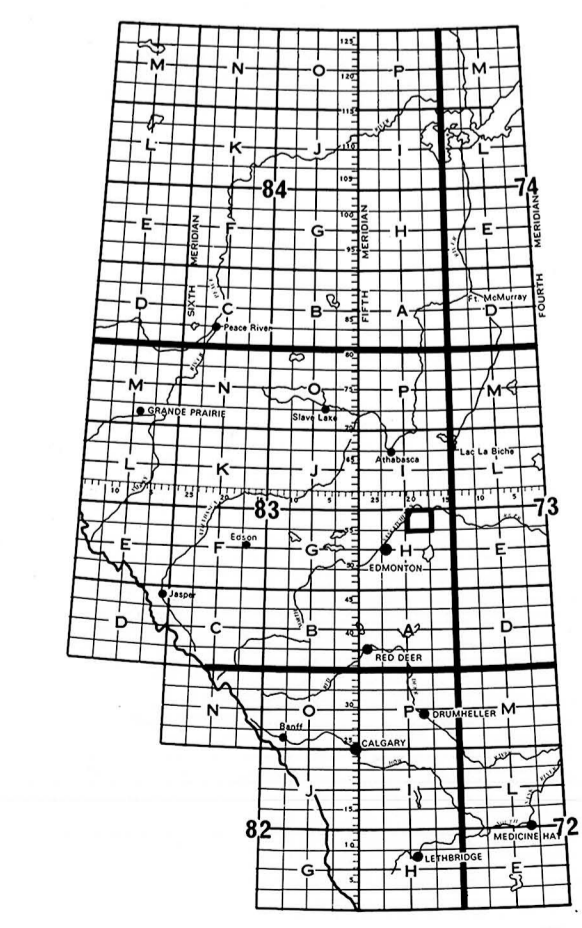 125
M N O P M
120
115
L K J I L
110
105
84 74
100
E F G H E
95
SIXTH MERIDIAN
FIFTH MERIDIAN
FOURTH MERIDIAN
Ft. McMurray
D C B A D
85
Peace River
80
M N O P M
75
GRANDE PRAIRIE
Slave Lake
70
Lac La Biche
Athabasca
65
L K J I L
10 5 25 20 15 10 5 25 20 15 10 5
83 73
55
Edson
E F G H E
EDMONTON
50
Jasper
45
D C B A D
40
RED DEER
N O P M
30
DRUMHELLER
Banff
CALGARY
25
J I L
15
82 72
MEDICINE HAT
10
LETHBRIDGE
G H E
5